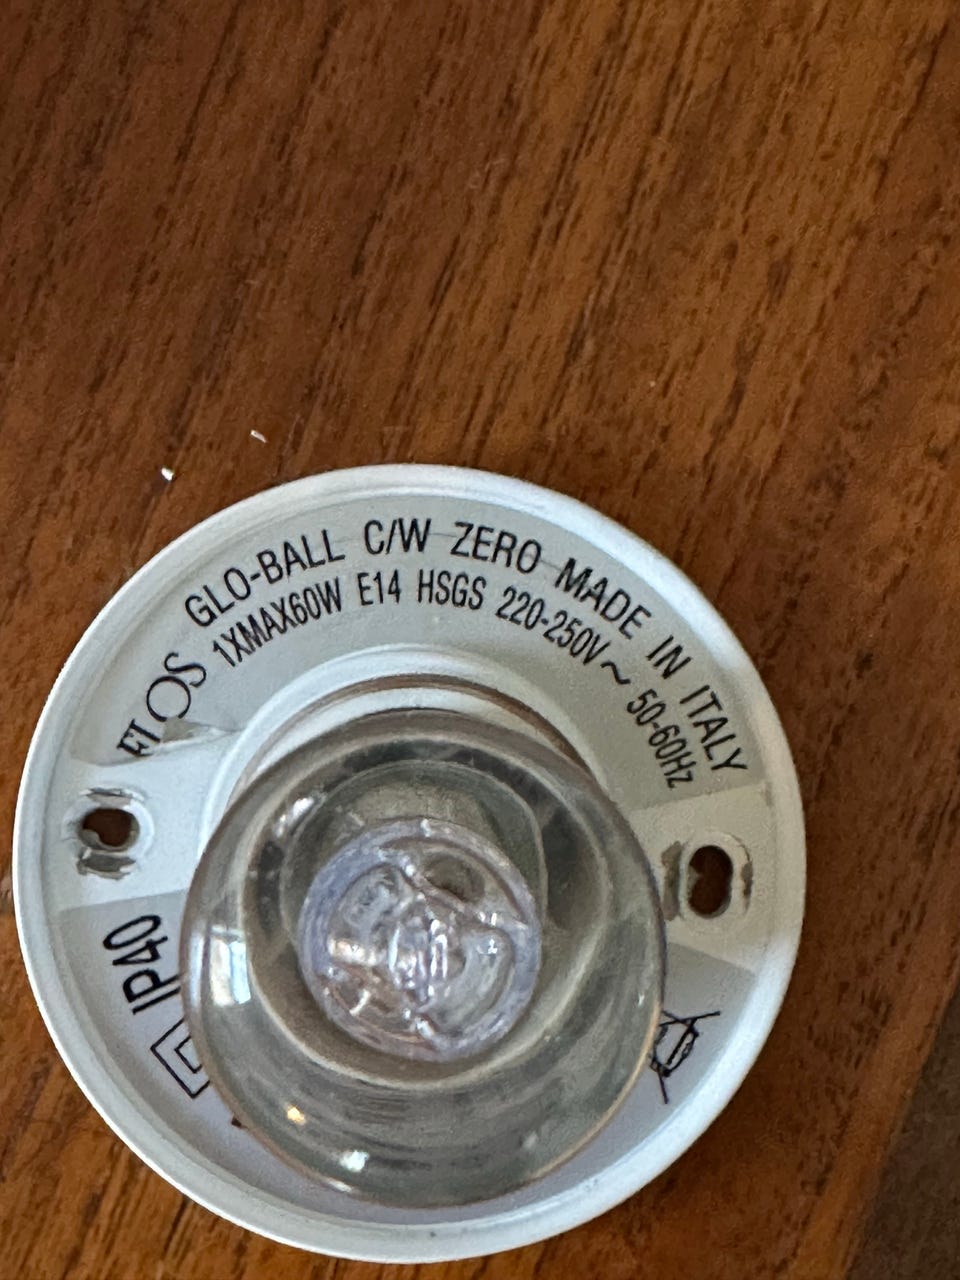 FLOS
GLO-BALL C/W ZERO MADE IN ITALY
1XMAX60W E14 HSGS 220-250V~ 50-60Hz
IP40